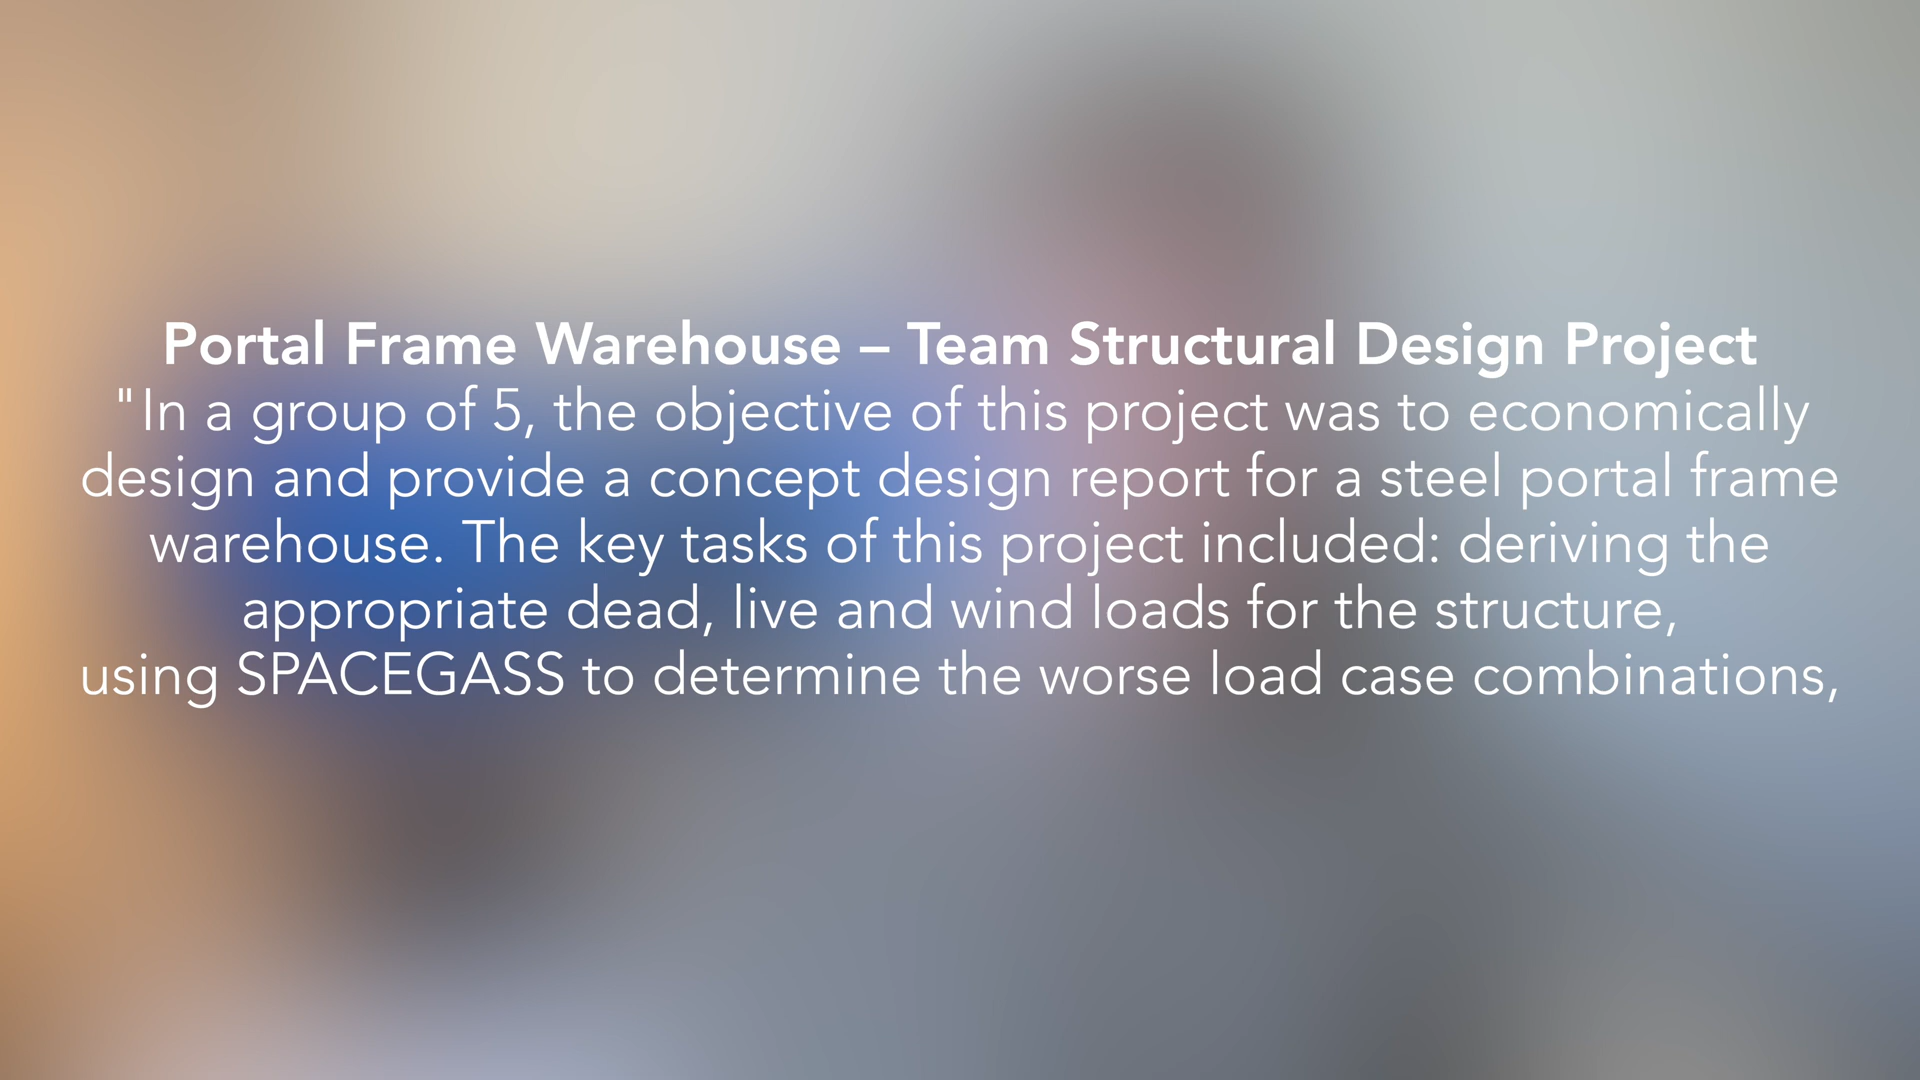 Portal Frame Warehouse – Team Structural Design Project
"In a group of 5, the objective of this project was to economically
design and provide a concept design report for a steel portal frame
warehouse. The key tasks of this project included: deriving the
appropriate dead, live and wind loads for the structure,
using SPACEGASS to determine the worse load case combinations,